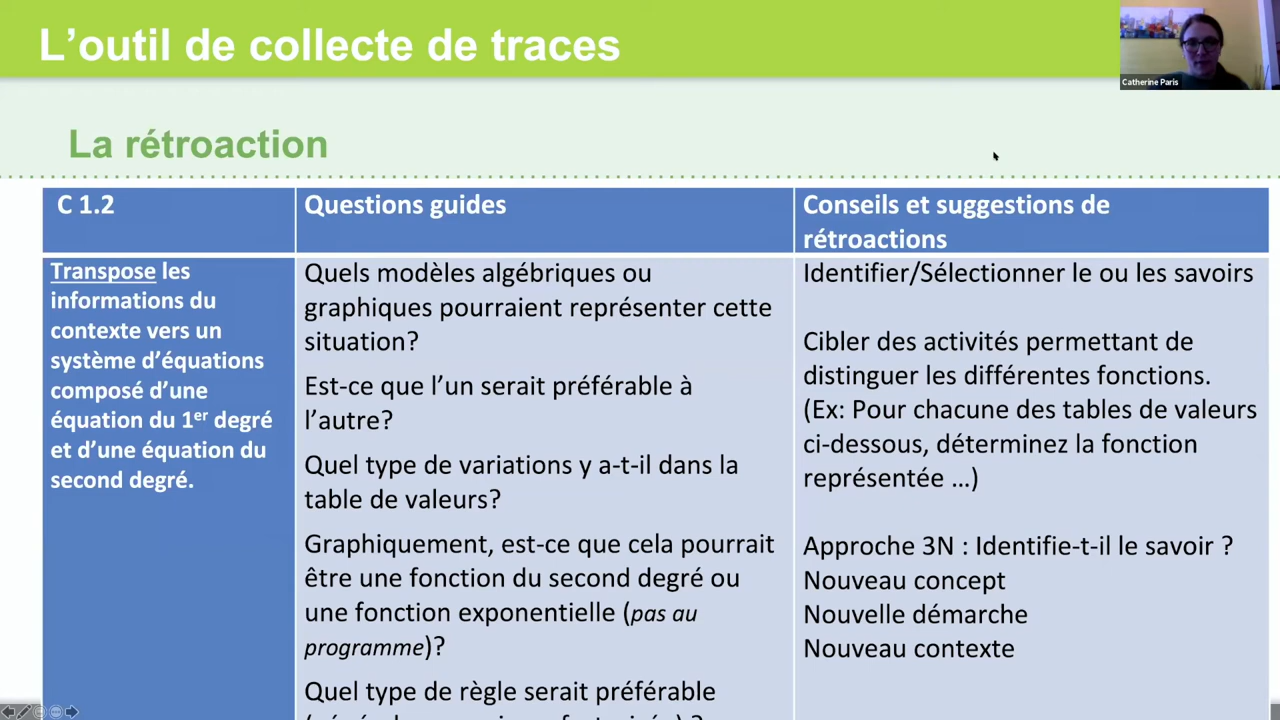 L’outil de collecte de traces
Catherine Paris
La rétroaction
C 1.2
Questions guides
Conseils et suggestions de
rétroactions
Transpose les
informations du
contexte vers un
système d’équations
composé d’une
équation du 1er degré
et d’une équation du
second degré.
Quels modèles algébriques ou
graphiques pourraient représenter cette
situation?
Est-ce que l’un serait préférable à
l’autre?
Quel type de variations y a-t-il dans la
table de valeurs?
Graphiquement, est-ce que cela pourrait
être une fonction du second degré ou
une fonction exponentielle (pas au
programme)?
Quel type de règle serait préférable
Identifier/Sélectionner le ou les savoirs
Cibler des activités permettant de
distinguer les différentes fonctions.
(Ex: Pour chacune des tables de valeurs
ci-dessous, déterminez la fonction
représentée …)
Approche 3N : Identifie-t-il le savoir ?
Nouveau concept
Nouvelle démarche
Nouveau contexte